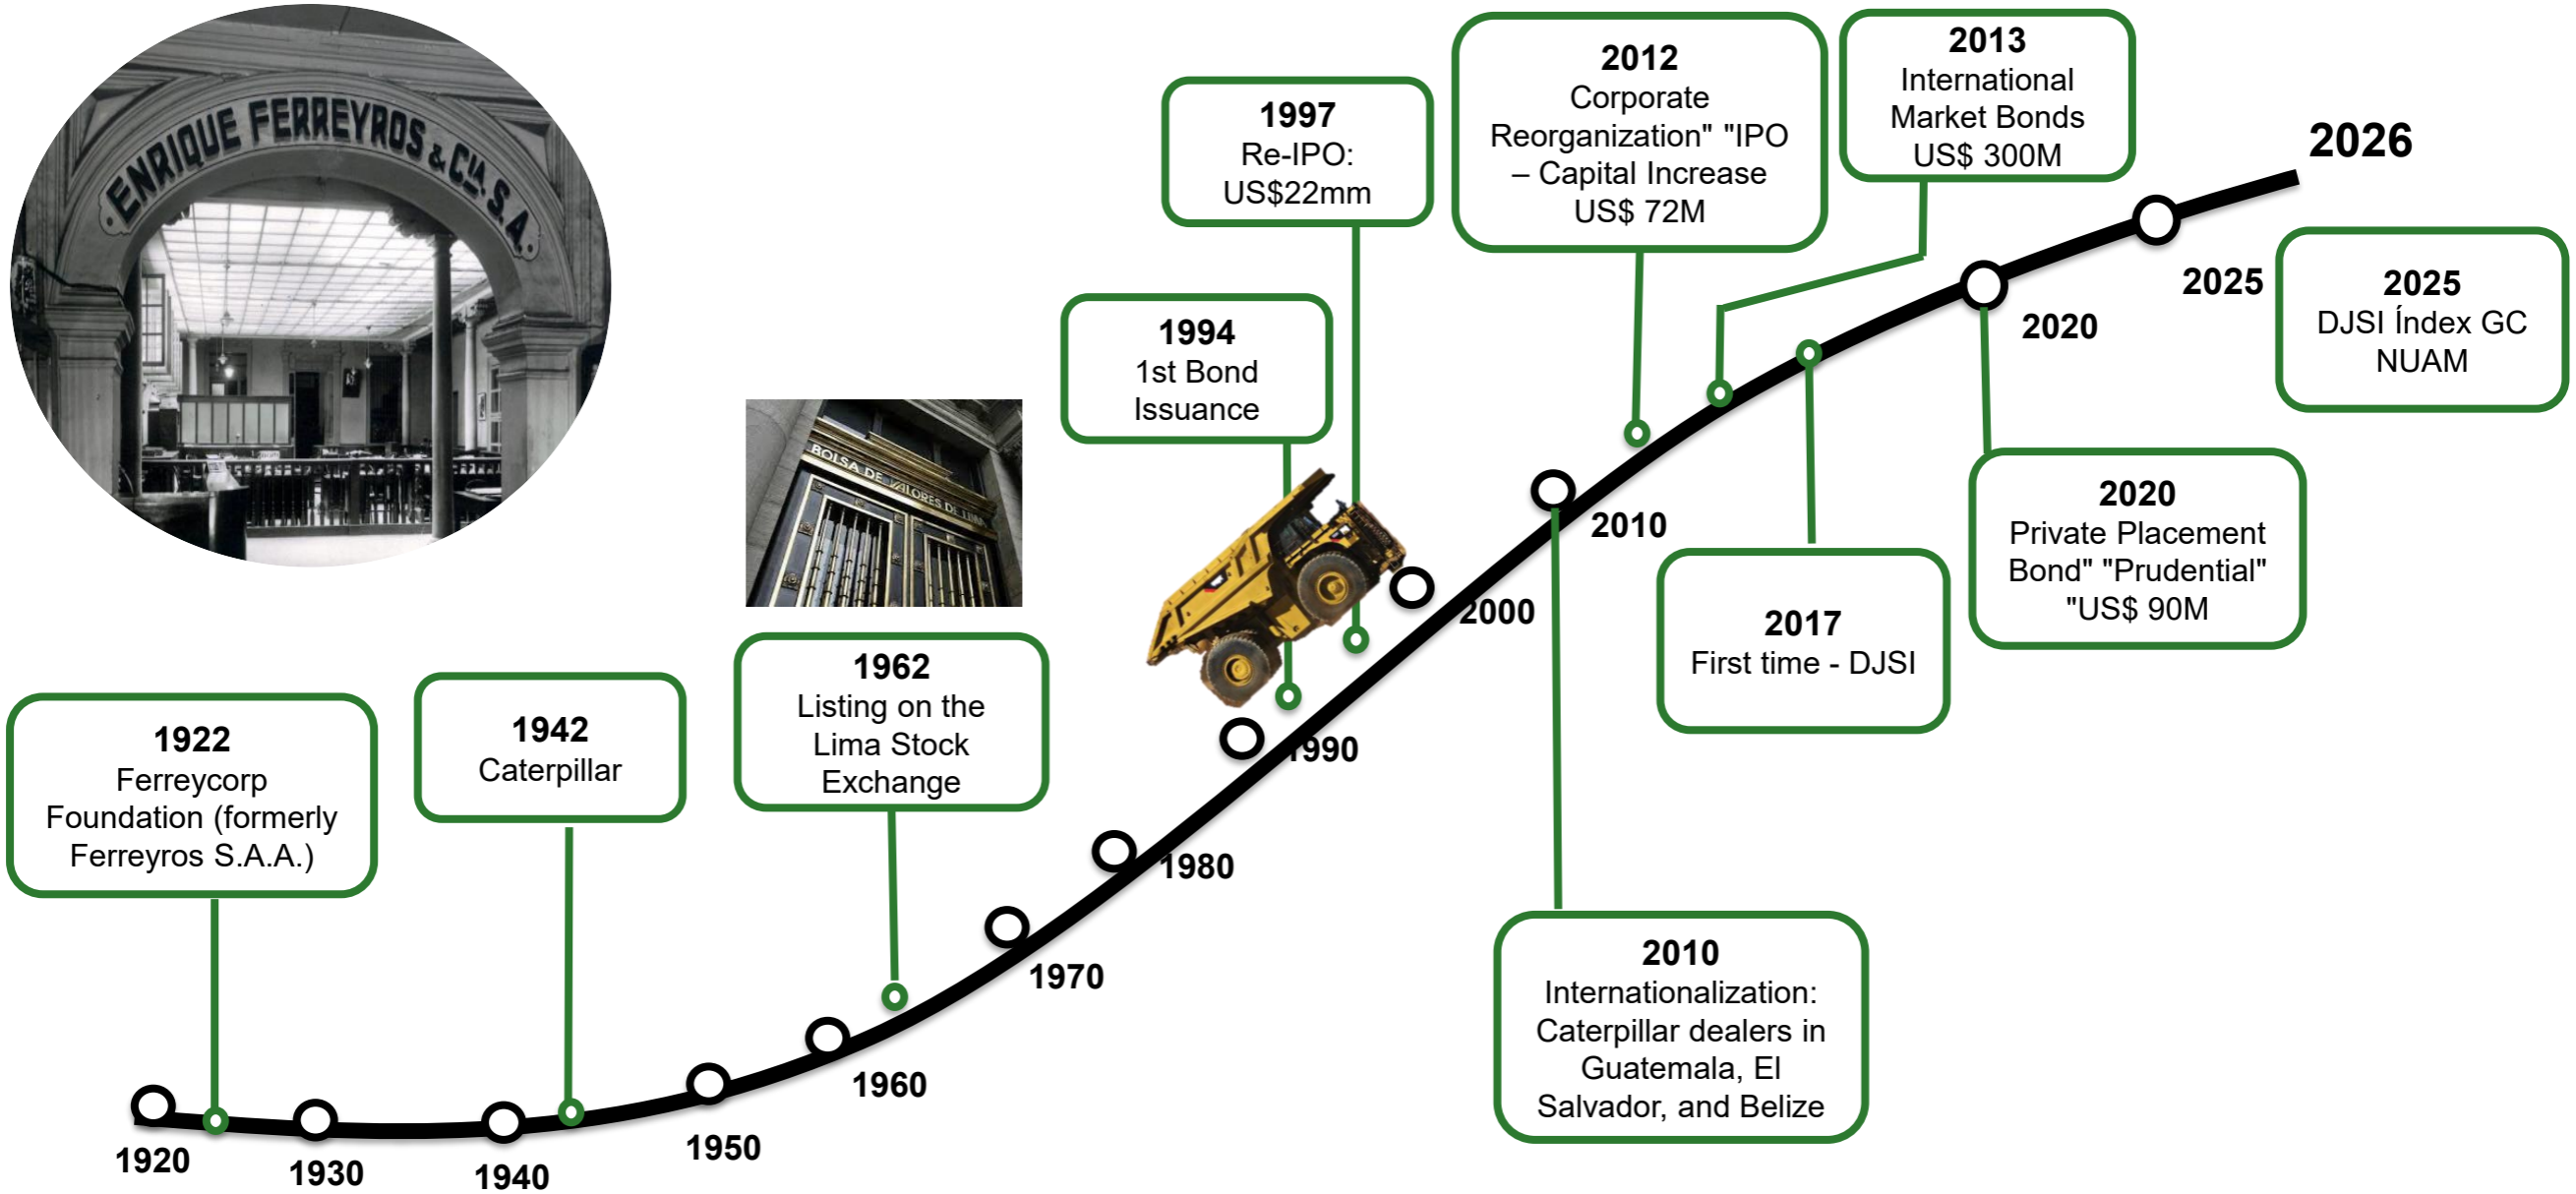 ENRIQUE FERREYROS & CIA. S.A.
BOLSA DE VALORES DE LIMA
1922
Ferreycorp
Foundation (formerly
Ferreyros S.A.A.)
1942
Caterpillar
1962
Listing on the
Lima Stock
Exchange
1994
1st Bond
Issuance
1997
Re-IPO:
US$22mm
2012
Corporate
Reorganization" "IPO
– Capital Increase
US$ 72M
2013
International
Market Bonds
US$ 300M
2026
2025
DJSI Índex GC
NUAM
2020
Private Placement
Bond" "Prudential"
"US$ 90M
2017
First time - DJSI
2010
Internationalization:
Caterpillar dealers in
Guatemala, El
Salvador, and Belize
1920
1930
1940
1950
1960
1970
1980
1990
2000
2010
2020
2025